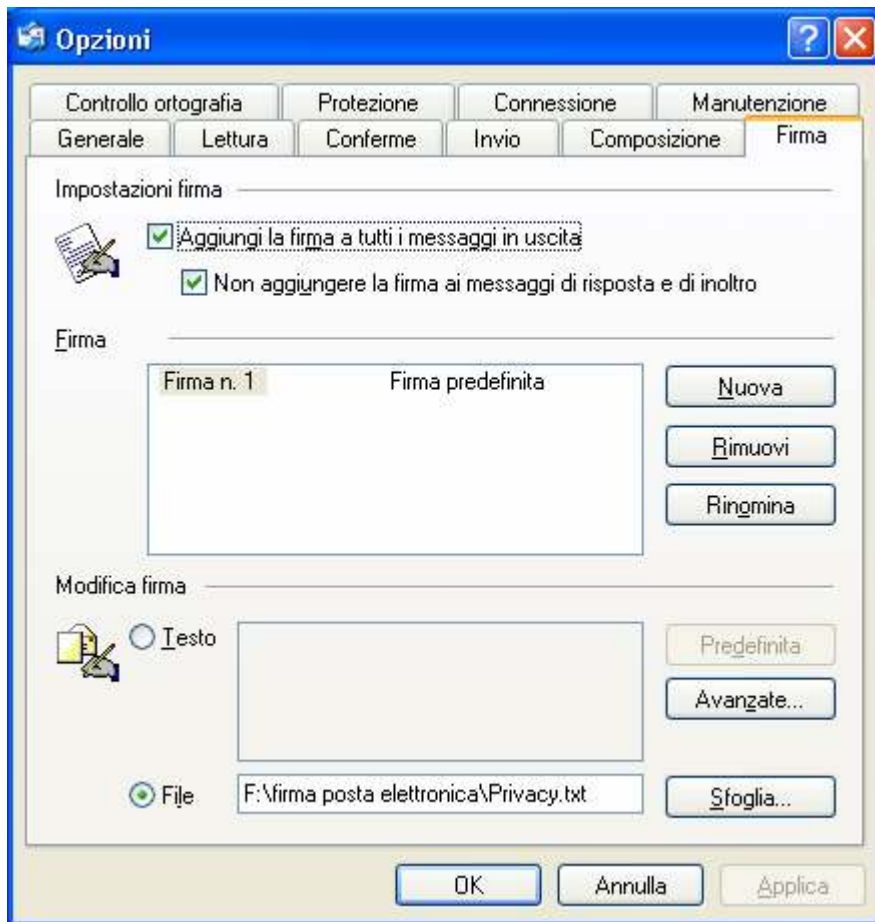 Opzioni
Controllo ortografia Protezione Connessione Manutenzione
Generale Lettura Conferme Invio Composizione Firma
Impostazioni firma
Aggiungi la firma a tutti i messaggi in uscita
Non aggiungere la firma ai messaggi di risposta e di inoltro
Firma
Firma n. 1 Firma predefinita
Nuova
Rimuovi
Rinomina
Modifica firma
Testo
Predefinita
Avanzate...
File F:\firma posta elettronica\Privacy.txt Sfoglia...
OK Annulla Applica